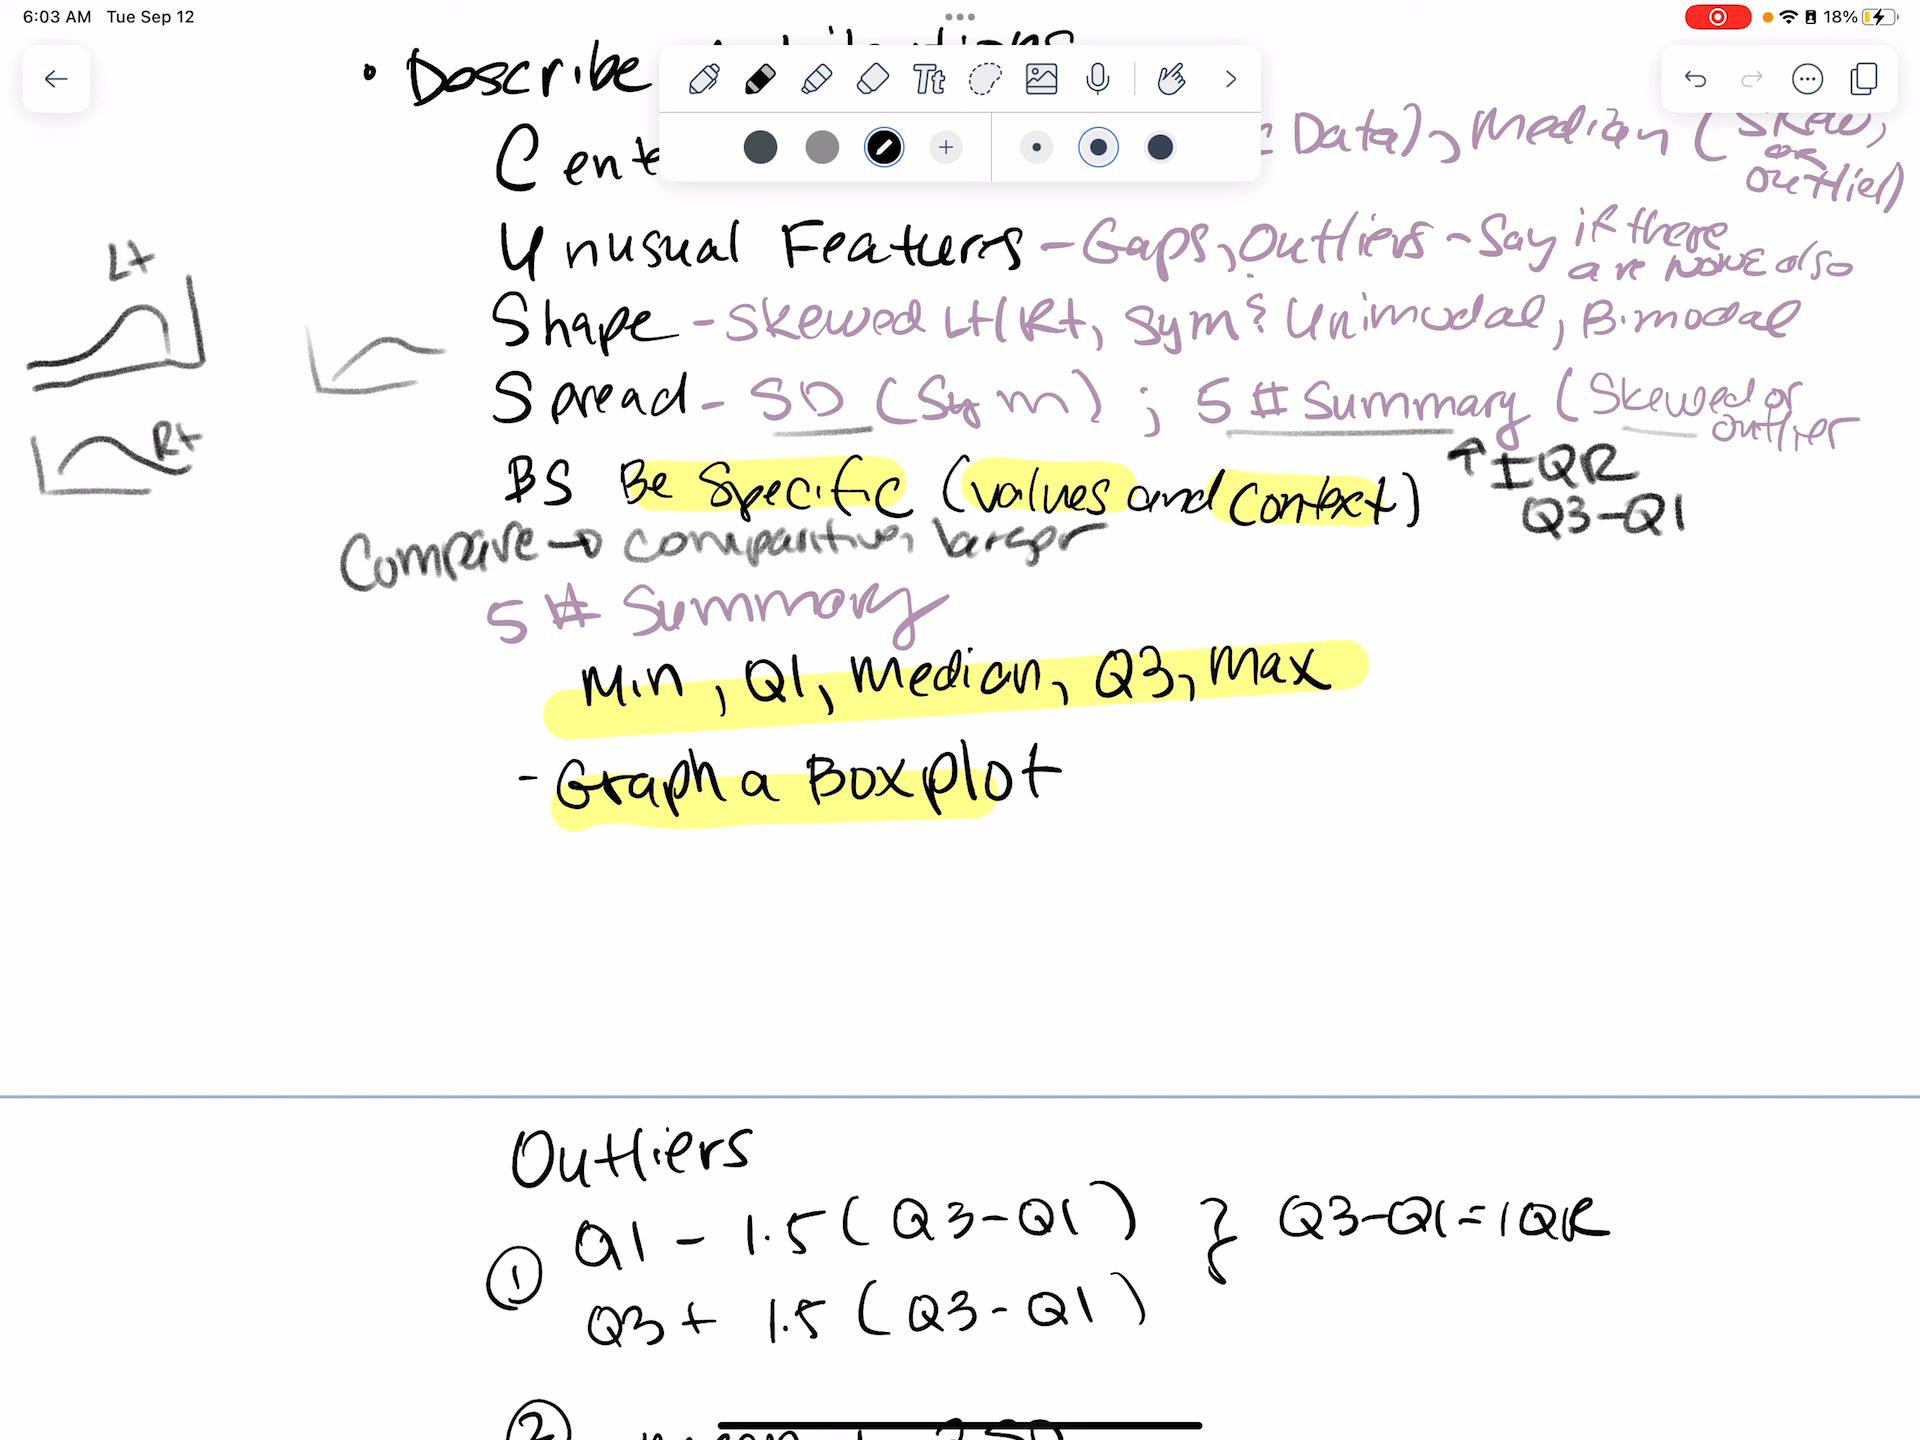 6:03 AM Tue Sep 12
18%
• Describe
Tt
Cente
Data), Median (Skew,
or
outlier)
Unusual Features - Gaps, Outliers - Say if there
are NONE also
Lt
Shape - Skewed Lt/Rt, Sym? Unimodal, Bimodal
Spread - SD (Sym) ; 5 # Summary (Skewed or
outlier
Rt
BS Be Specific (values and context)
↑ IQR
Q3-Q1
Compare → comparitive, larger
5 # Summary
Min, Q1, Median, Q3, Max
- Graph a Boxplot
Outliers
① Q1 - 1.5 (Q3-Q1) } Q3-Q1 = IQR
Q3 + 1.5 (Q3-Q1)
②